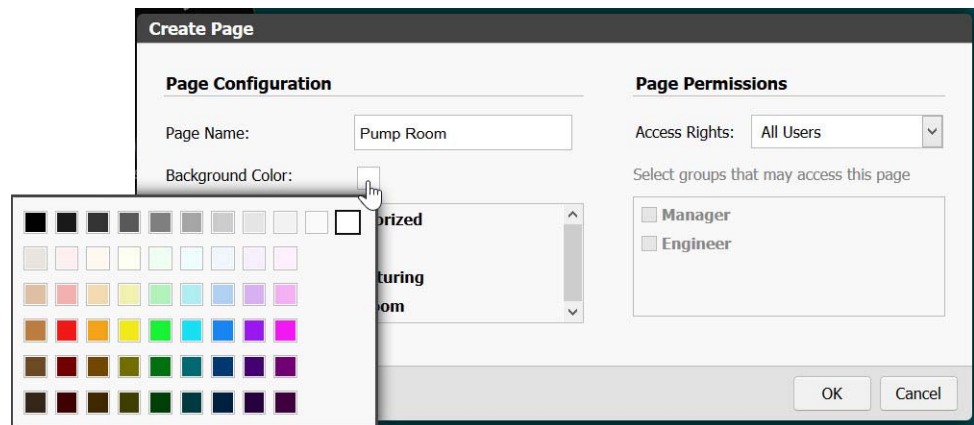 Create Page
Page Configuration
Page Name: Pump Room
Background Color:
turing
Page Permissions
Access Rights: All Users
Select groups that may access this page
Manager
Engineer
OK Cancel